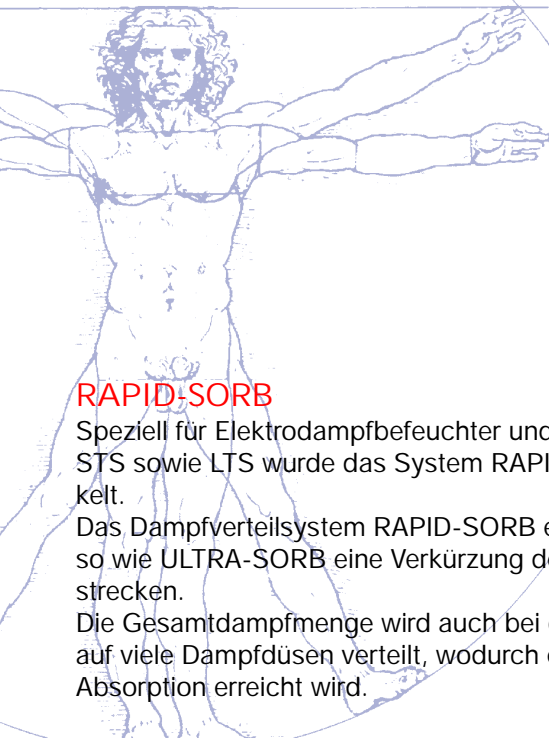 RAPID-SORB
Speziell für Elektrodampfbefeuchter und
STS sowie LTS wurde das System RAPI
kelt.
Das Dampfverteilsystem RAPID-SORB e
so wie ULTRA-SORB eine Verkürzung de
strecken.
Die Gesamtdampfmenge wird auch bei
auf viele Dampfdüsen verteilt, wodurch e
Absorption erreicht wird.